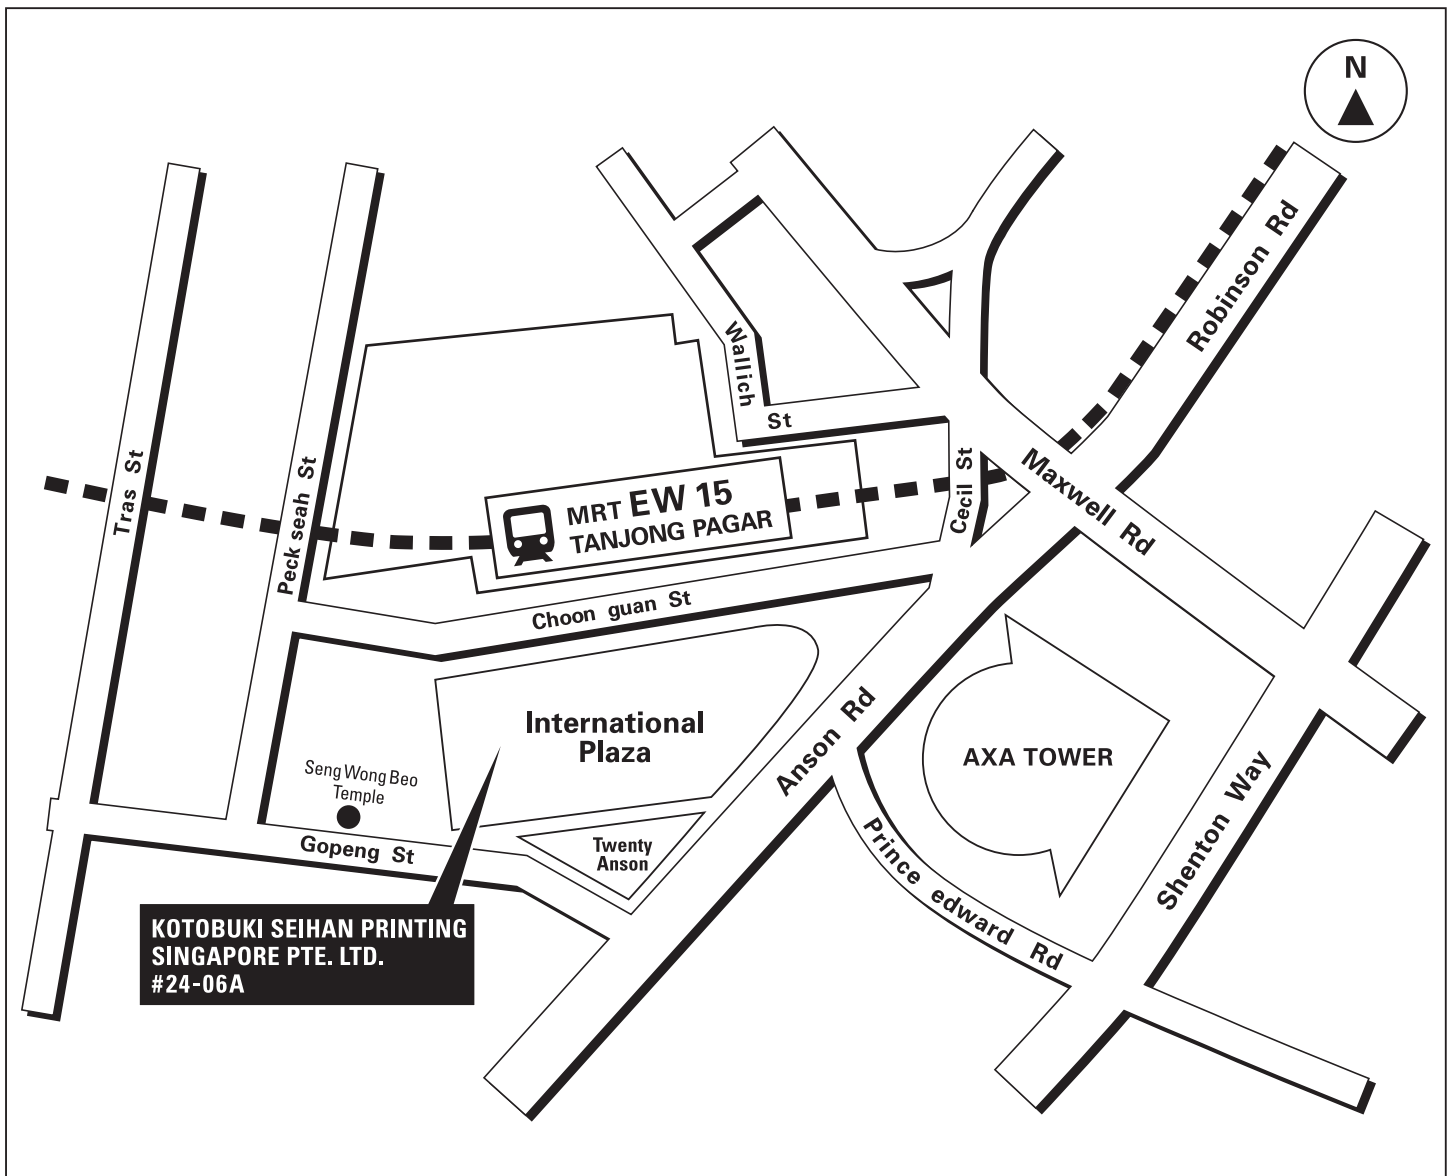 N
Robinson Rd
Wallich
St
Tras St
Peck seah St
MRT EW 15
TANJONG PAGAR
Cecil St
Maxwell Rd
Choon guan St
International
Plaza
Anson Rd
AXA TOWER
Seng Wong Beo
Temple
Gopeng St
Twenty
Anson
Prince edward Rd
Shenton Way
KOTOBUKI SEIHAN PRINTING
SINGAPORE PTE. LTD.
#24-06A